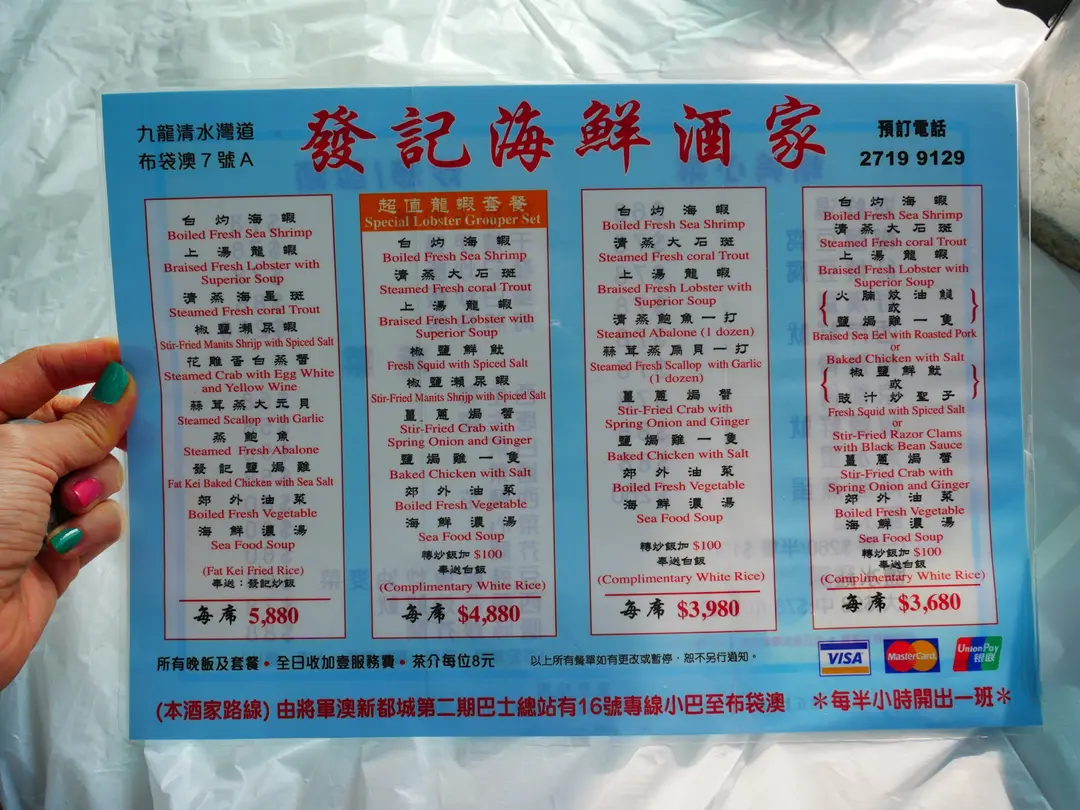 九龍清水灣道
布袋澳7號A
發記海鮮酒家
預訂電話
2719 9129
白灼海蝦
Boiled Fresh Sea Shrimp
上湯龍蝦
Braised Fresh Lobster with
Superior Soup
清蒸海星斑
Steamed Fresh coral Trout
椒鹽瀨尿蝦
Stir-Fried Manits Shrjpp with Spiced Salt
花雕蛋白蒸蟹
Steamed Crab with Egg White
and Yellow Wine
蒜茸蒸大元貝
Steamed Scallop with Garlic
蒸鮑魚
Steamed Fresh Abalone
發記鹽焗雞
Fat Kei Baked Chicken with Sea Salt
郊外油菜
Boiled Fresh Vegetable
海鮮濃湯
Sea Food Soup
(Fat Kei Fried Rice)
奉送：發記炒飯
每席 5,880
超值龍蝦套餐
Special Lobster Grouper Set
白灼海蝦
Boiled Fresh Sea Shrimp
清蒸大石斑
Steamed Fresh coral Trout
上湯龍蝦
Braised Fresh Lobster with
Superior Soup
椒鹽鮮魷
Fresh Squid with Spiced Salt
椒鹽瀨尿蝦
Stir-Fried Manits Shrjpp with Spiced Salt
薑蔥焗蟹
Stir-Fried Crab with
Spring Onion and Ginger
鹽焗雞一隻
Baked Chicken with Salt
郊外油菜
Boiled Fresh Vegetable
海鮮濃湯
Sea Food Soup
轉炒飯加 $100
奉送白飯
(Complimentary White Rice)
每席 $4,880
白灼海蝦
Boiled Fresh Sea Shrimp
清蒸大石斑
Steamed Fresh coral Trout
上湯龍蝦
Braised Fresh Lobster with
Superior Soup
清蒸鮑魚一打
Steamed Abalone (1 dozen)
蒜茸蒸扇貝一打
Steamed Fresh Scallop with Garlic
(1 dozen)
薑蔥焗蟹
Stir-Fried Crab with
Spring Onion and Ginger
鹽焗雞一隻
Baked Chicken with Salt
郊外油菜
Boiled Fresh Vegetable
海鮮濃湯
Sea Food Soup
轉炒飯加 $100
奉送白飯
(Complimentary White Rice)
每席 $3,980
白灼海蝦
Boiled Fresh Sea Shrimp
清蒸大石斑
Steamed Fresh coral Trout
上湯龍蝦
Braised Fresh Lobster with
Superior Soup
火腩炆油鱔
或
鹽焗雞一隻
Braised Sea Eel with Roasted Pork
or
Baked Chicken with Salt
椒鹽鮮魷
或
豉汁炒聖子
Fresh Squid with Spiced Salt
or
Stir-Fried Razor Clams
with Black Bean Sauce
薑蔥焗蟹
Stir-Fried Crab with
Spring Onion and Ginger
郊外油菜
Boiled Fresh Vegetable
海鮮濃湯
Sea Food Soup
轉炒飯加 $100
奉送白飯
(Complimentary White Rice)
每席 $3,680
所有晚飯及套餐•全日收加壹服務費•茶介每位8元
以上所有餐單如有更改或暫停，恕不另行通知。
VISA
MasterCard
UnionPay
銀联
(本酒家路線) 由將軍澳新都城第二期巴士總站有16號專線小巴至布袋澳 ＊每半小時開出一班＊